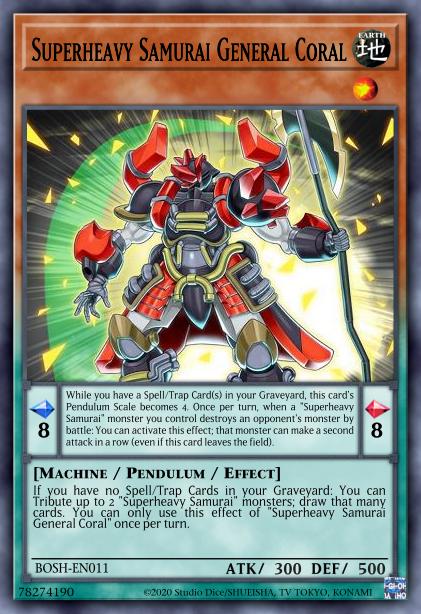 Superheavy Samurai General Coral
EARTH
地
While you have a Spell/Trap Card(s) in your Graveyard, this card's
Pendulum Scale becomes 4. Once per turn, when a "Superheavy
Samurai" monster you control destroys an opponent's monster by
battle: You can activate this effect; that monster can make a second
attack in a row (even if this card leaves the field).
8
8
[Machine / Pendulum / Effect]
If you have no Spell/Trap Cards in your Graveyard: You can
Tribute up to 2 "Superheavy Samurai" monsters; draw that many
cards. You can only use this effect of "Superheavy Samurai
General Coral" once per turn.
BOSH-EN011
ATK/ 300 DEF/ 500
78274190
©2020 Studio Dice/SHUEISHA, TV TOKYO, KONAMI